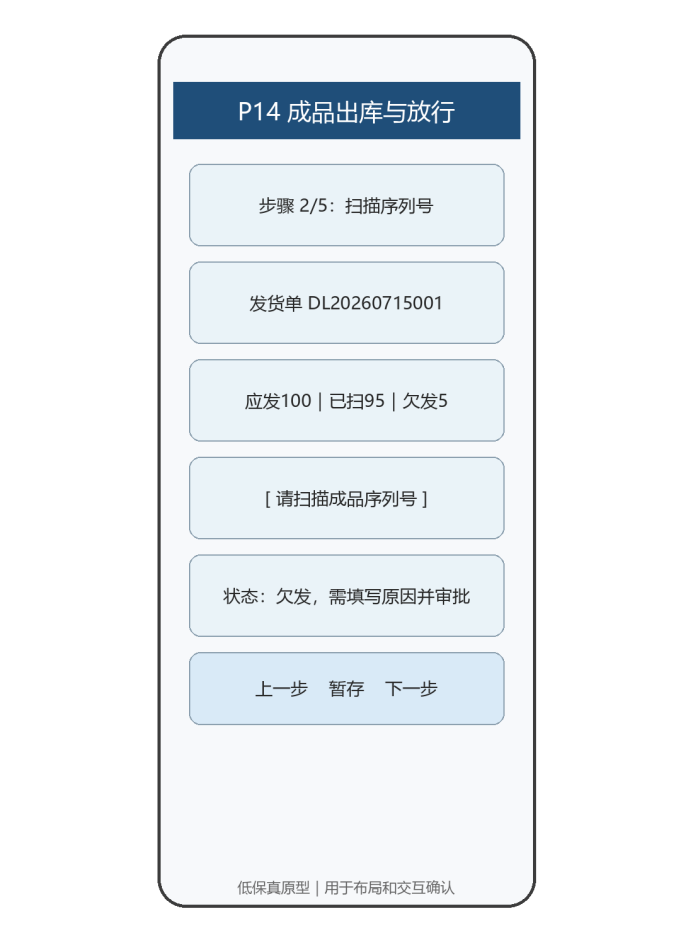 P14 成品出库与放行
步骤 2/5：扫描序列号
发货单 DL20260715001
应发100｜已扫95｜欠发5
[ 请扫描成品序列号 ]
状态：欠发，需填写原因并审批
上一步 暂存 下一步
低保真原型｜用于布局和交互确认